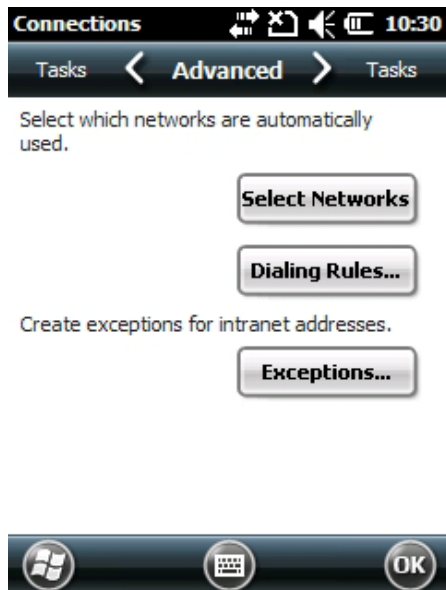 Connections 10:30
Tasks Advanced Tasks
Select which networks are automatically
used.
Select Networks
Dialing Rules...
Create exceptions for intranet addresses.
Exceptions...
OK